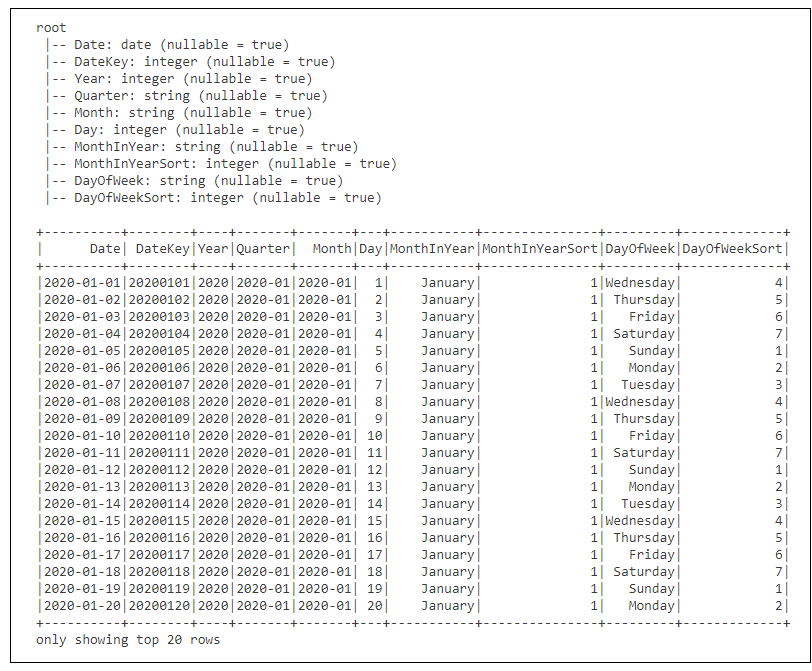 root
 |-- Date: date (nullable = true)
 |-- DateKey: integer (nullable = true)
 |-- Year: integer (nullable = true)
 |-- Quarter: string (nullable = true)
 |-- Month: string (nullable = true)
 |-- Day: integer (nullable = true)
 |-- MonthInYear: string (nullable = true)
 |-- MonthInYearSort: integer (nullable = true)
 |-- DayOfWeek: string (nullable = true)
 |-- DayOfWeekSort: integer (nullable = true)
+----------+--------+----+-------+-------+---+-----------+---------------+---------+-------------+
|      Date| DateKey|Year|Quarter|  Month|Day|MonthInYear|MonthInYearSort|DayOfWeek|DayOfWeekSort|
+----------+--------+----+-------+-------+---+-----------+---------------+---------+-------------+
|2020-01-01|20200101|2020|2020-01|2020-01|  1|    January|              1|Wednesday|            4|
|2020-01-02|20200102|2020|2020-01|2020-01|  2|    January|              1| Thursday|            5|
|2020-01-03|20200103|2020|2020-01|2020-01|  3|    January|              1|   Friday|            6|
|2020-01-04|20200104|2020|2020-01|2020-01|  4|    January|              1| Saturday|            7|
|2020-01-05|20200105|2020|2020-01|2020-01|  5|    January|              1|   Sunday|            1|
|2020-01-06|20200106|2020|2020-01|2020-01|  6|    January|              1|   Monday|            2|
|2020-01-07|20200107|2020|2020-01|2020-01|  7|    January|              1|  Tuesday|            3|
|2020-01-08|20200108|2020|2020-01|2020-01|  8|    January|              1|Wednesday|            4|
|2020-01-09|20200109|2020|2020-01|2020-01|  9|    January|              1| Thursday|            5|
|2020-01-10|20200110|2020|2020-01|2020-01| 10|    January|              1|   Friday|            6|
|2020-01-11|20200111|2020|2020-01|2020-01| 11|    January|              1| Saturday|            7|
|2020-01-12|20200112|2020|2020-01|2020-01| 12|    January|              1|   Sunday|            1|
|2020-01-13|20200113|2020|2020-01|2020-01| 13|    January|              1|   Monday|            2|
|2020-01-14|20200114|2020|2020-01|2020-01| 14|    January|              1|  Tuesday|            3|
|2020-01-15|20200115|2020|2020-01|2020-01| 15|    January|              1|Wednesday|            4|
|2020-01-16|20200116|2020|2020-01|2020-01| 16|    January|              1| Thursday|            5|
|2020-01-17|20200117|2020|2020-01|2020-01| 17|    January|              1|   Friday|            6|
|2020-01-18|20200118|2020|2020-01|2020-01| 18|    January|              1| Saturday|            7|
|2020-01-19|20200119|2020|2020-01|2020-01| 19|    January|              1|   Sunday|            1|
|2020-01-20|20200120|2020|2020-01|2020-01| 20|    January|              1|   Monday|            2|
+----------+--------+----+-------+-------+---+-----------+---------------+---------+-------------+
only showing top 20 rows